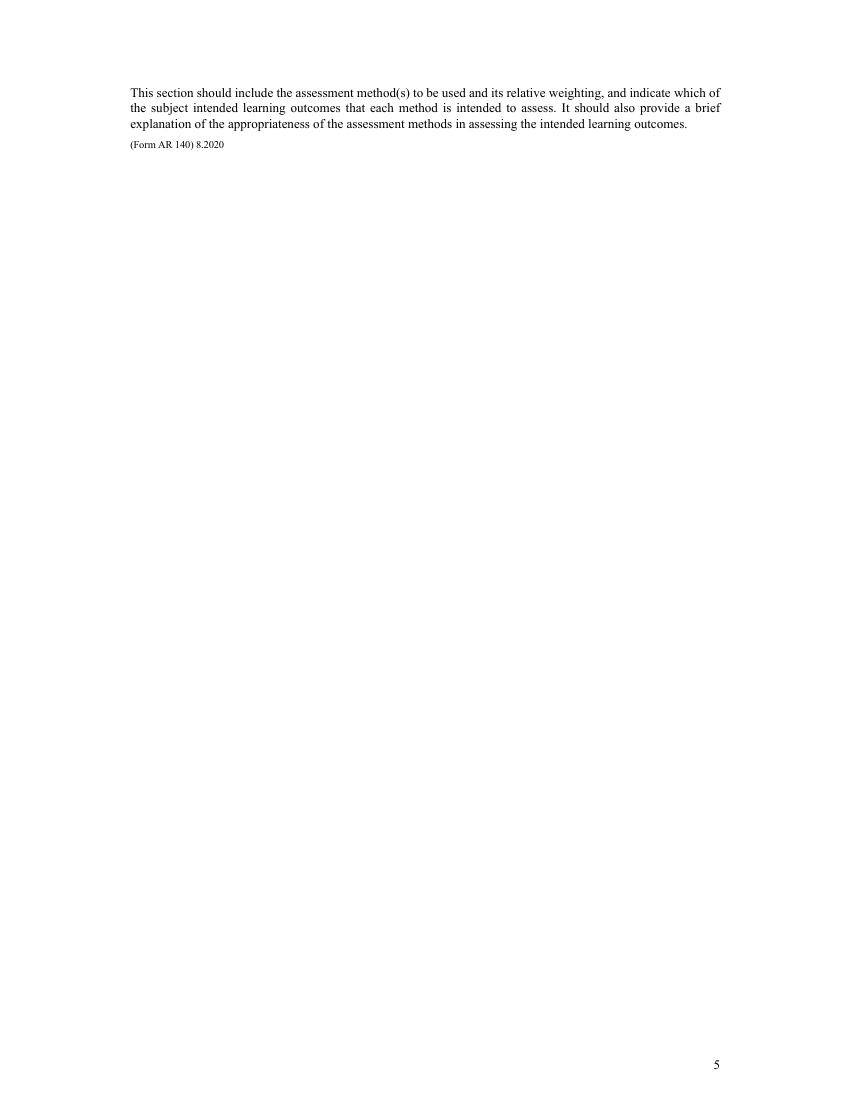 This section should include the assessment method(s) to be used and its relative weighting, and indicate which of
the subject intended learning outcomes that each method is intended to assess. It should also provide a brief
explanation of the appropriateness of the assessment methods in assessing the intended learning outcomes.
(Form AR 140) 8.2020
5